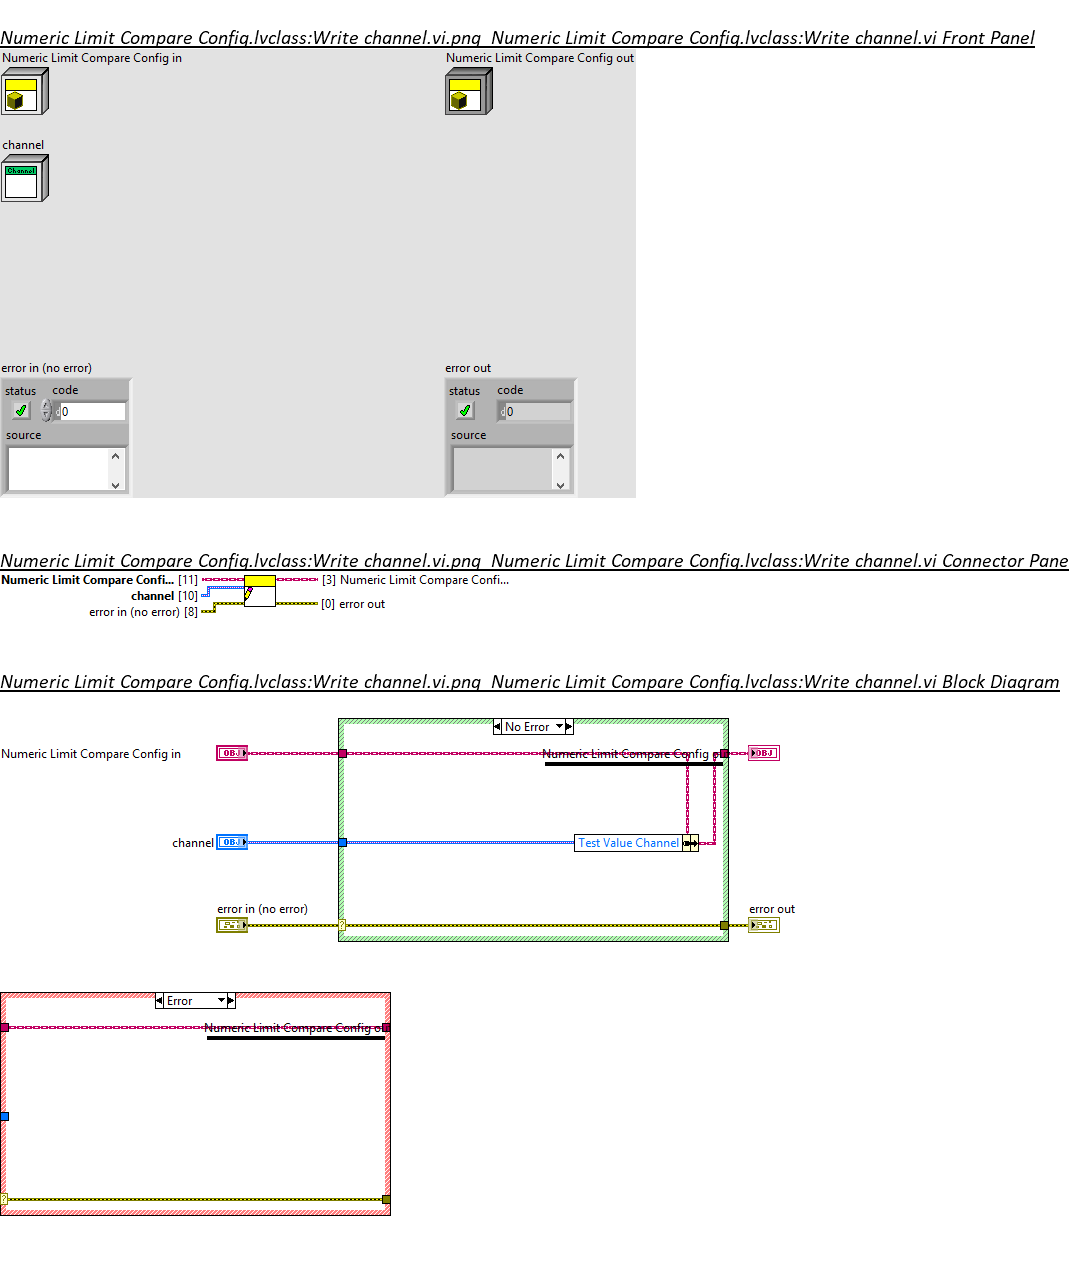 Numeric Limit Compare Config.lvclass:Write channel.vi.png Numeric Limit Compare Config.lvclass:Write channel.vi Front Panel
Numeric Limit Compare Config in
Numeric Limit Compare Config out
channel
Channel
error in (no error)
error out
status code
status code
d 0
d 0
source
source
Numeric Limit Compare Config.lvclass:Write channel.vi.png Numeric Limit Compare Config.lvclass:Write channel.vi Connector Pane
Numeric Limit Compare Confi... [11]
[3] Numeric Limit Compare Confi...
channel [10]
[0] error out
error in (no error) [8]
Numeric Limit Compare Config.lvclass:Write channel.vi.png Numeric Limit Compare Config.lvclass:Write channel.vi Block Diagram
No Error
Numeric Limit Compare Config in
OBJ
Numeric Limit Compare Config
OBJ
channel
OBJ
Test Value Channel
error in (no error)
error out
?
Error
Numeric Limit Compare Config
?